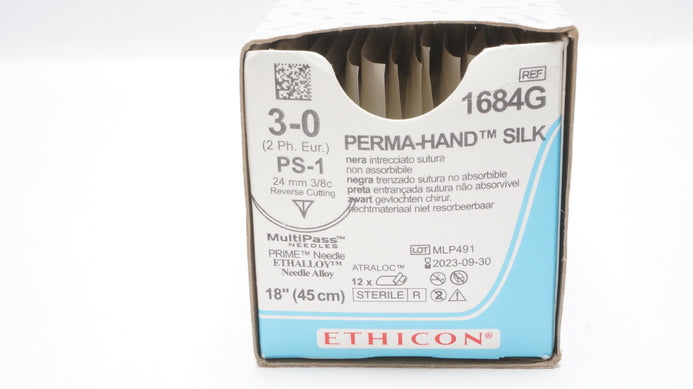 REF
1684G
3-0
(2 Ph. Eur.)
PS-1
24 mm 3/8c
Reverse Cutting
MultiPass™
NEEDLES
PRIME™ Needle
ETHALLOY™
Needle Alloy
18" (45 cm)
PERMA-HAND™ SILK
nera intrecciato sutura
non assorbibile
negra trenzado sutura no absorbible
preta entrançada sutura não absorvível
zwart gevlochten chirur.
hechtmateriaal niet resorbeerbaar
LOT MLP491
2023-09-30
ATRALOC™
12 x
STERILE R
2
ETHICON®